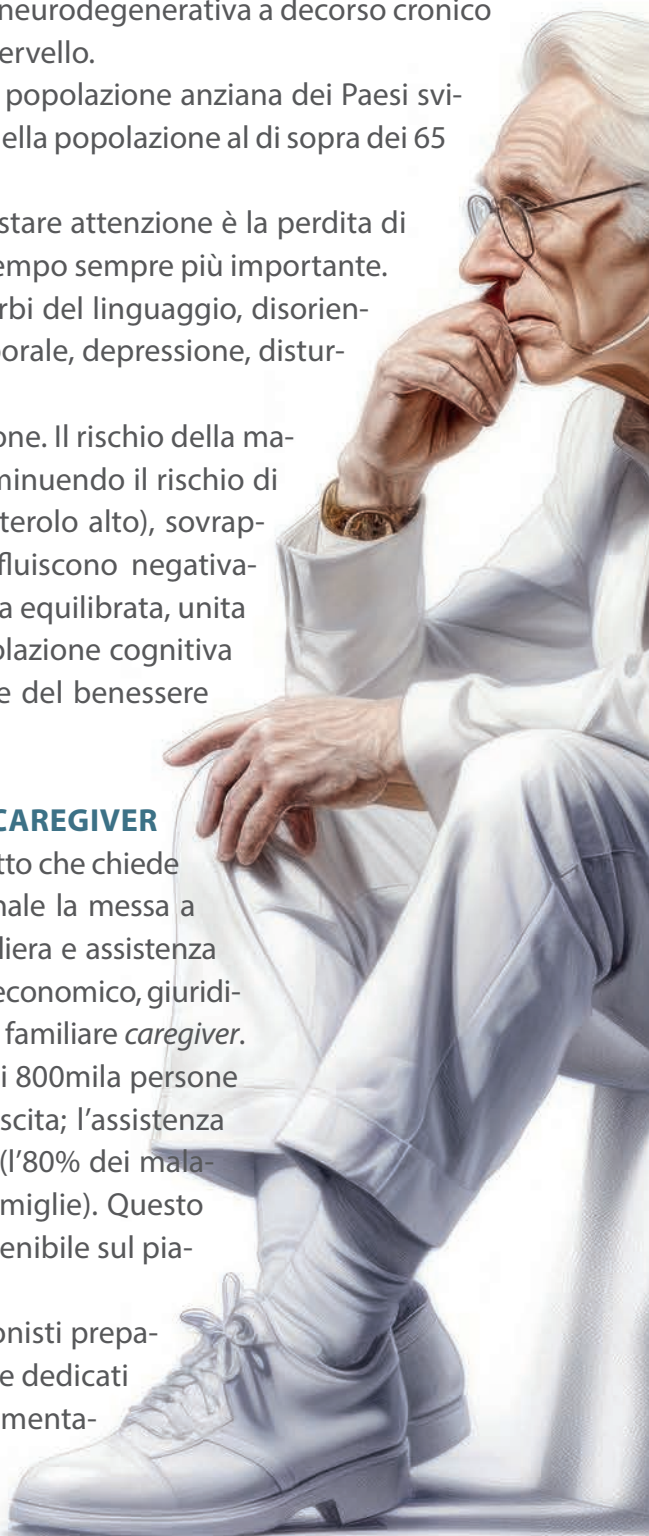 neurodegenerativa a decorso cronico
ervello.
popolazione anziana dei Paesi svi-
ella popolazione al di sopra dei 65
stare attenzione è la perdita di
empo sempre più importante.
rbi del linguaggio, disorien-
orale, depressione, distur-
one. Il rischio della ma-
minuendo il rischio di
terolo alto), sovrap-
fluiscono negativa-
a equilibrata, unita
olazione cognitiva
e del benessere
CAREGIVER
tto che chiede
nale la messa a
liera e assistenza
economico, giuridi-
familiare caregiver.
i 800mila persone
scita; l’assistenza
(l’80% dei mala-
miglie). Questo
enibile sul pia-
onisti prepa-
e dedicati
menta-